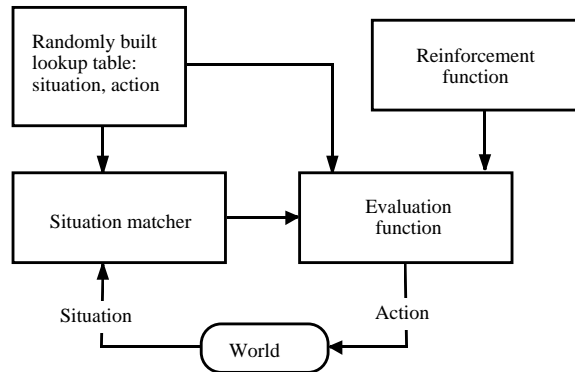 Randomly built
lookup table:
situation, action
Reinforcement
function
Situation matcher
Evaluation
function
Situation
Action
World